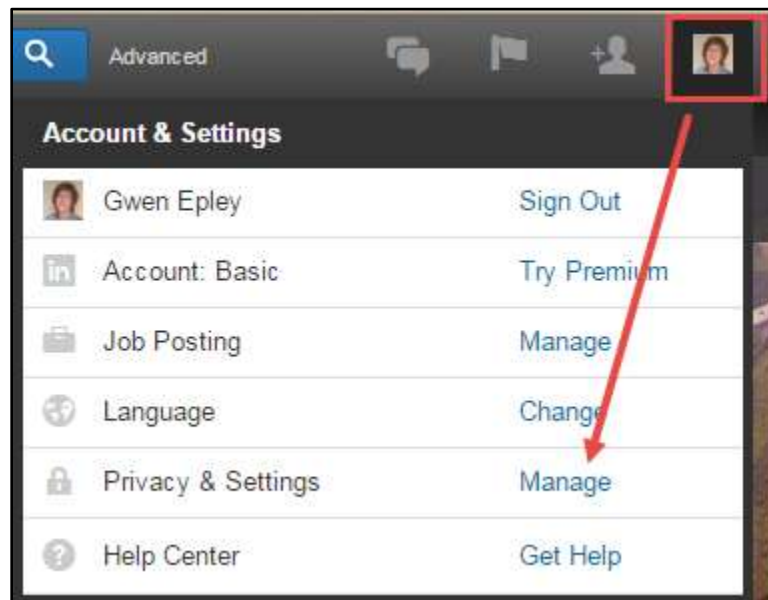 Advanced
Account & Settings
Gwen Epley Sign Out
in Account: Basic Try Premium
Job Posting Manage
Language Change
Privacy & Settings Manage
? Help Center Get Help